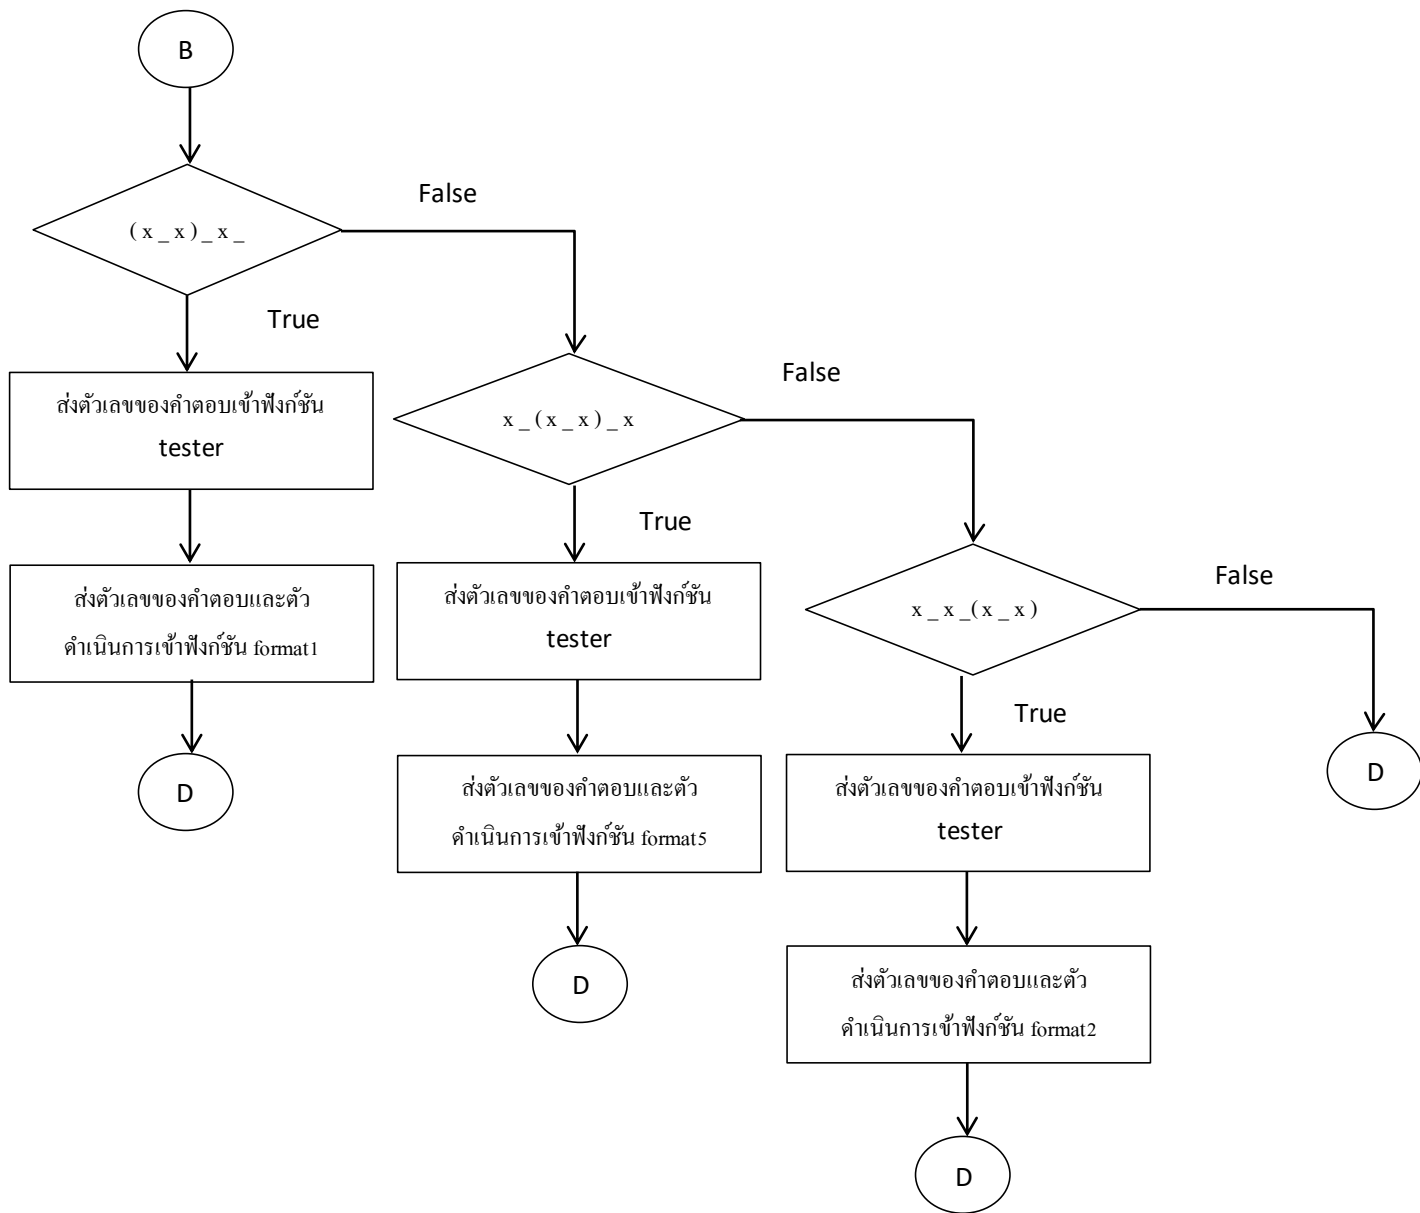 B
( x _ x ) _ x _
False
True
ส่งตัวเลขของคำตอบเข้าฟังก์ชัน
tester
ส่งตัวเลขของคำตอบและตัว
ดำเนินการเข้าฟังก์ชัน format1
D
x _ ( x _ x ) _ x
False
True
ส่งตัวเลขของคำตอบเข้าฟังก์ชัน
tester
ส่งตัวเลขของคำตอบและตัว
ดำเนินการเข้าฟังก์ชัน format5
D
x _ x _ ( x _ x )
False
True
ส่งตัวเลขของคำตอบเข้าฟังก์ชัน
tester
ส่งตัวเลขของคำตอบและตัว
ดำเนินการเข้าฟังก์ชัน format2
D
D